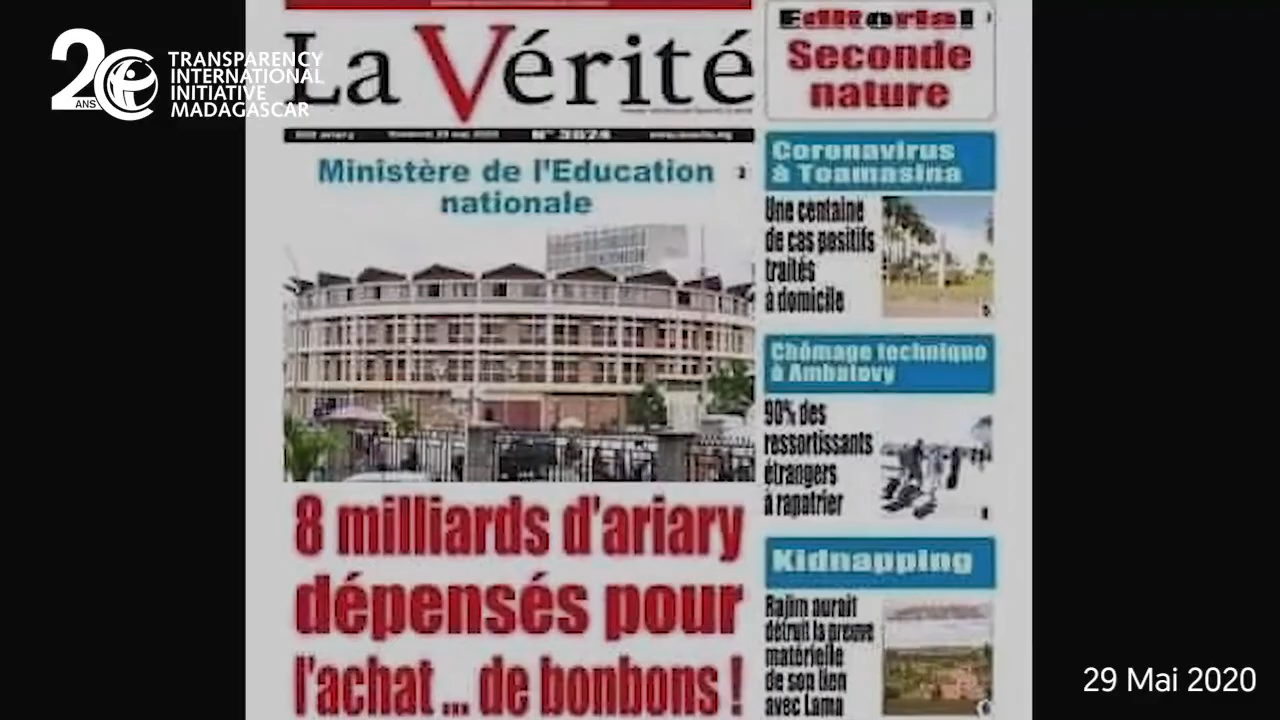 20 ANS
TRANSPARENCY
INTERNATIONAL
INITIATIVE
MADAGASCAR
La Vérité
N° 3824
Ministère de l'Education
nationale
2
8 milliards d'ariary
dépensés pour
l'achat... de bonbons !
Editorial
Seconde
nature
Coronavirus
à Toamasina
Une centaine
de cas positifs
traités
à domicile
Chômage technique
à Ambatovy
90% des
ressortissants
étrangers
à rapatrier
Kidnapping
Rajim aurait
détruit la preuve
matérielle
de son lien
avec Lama
29 Mai 2020